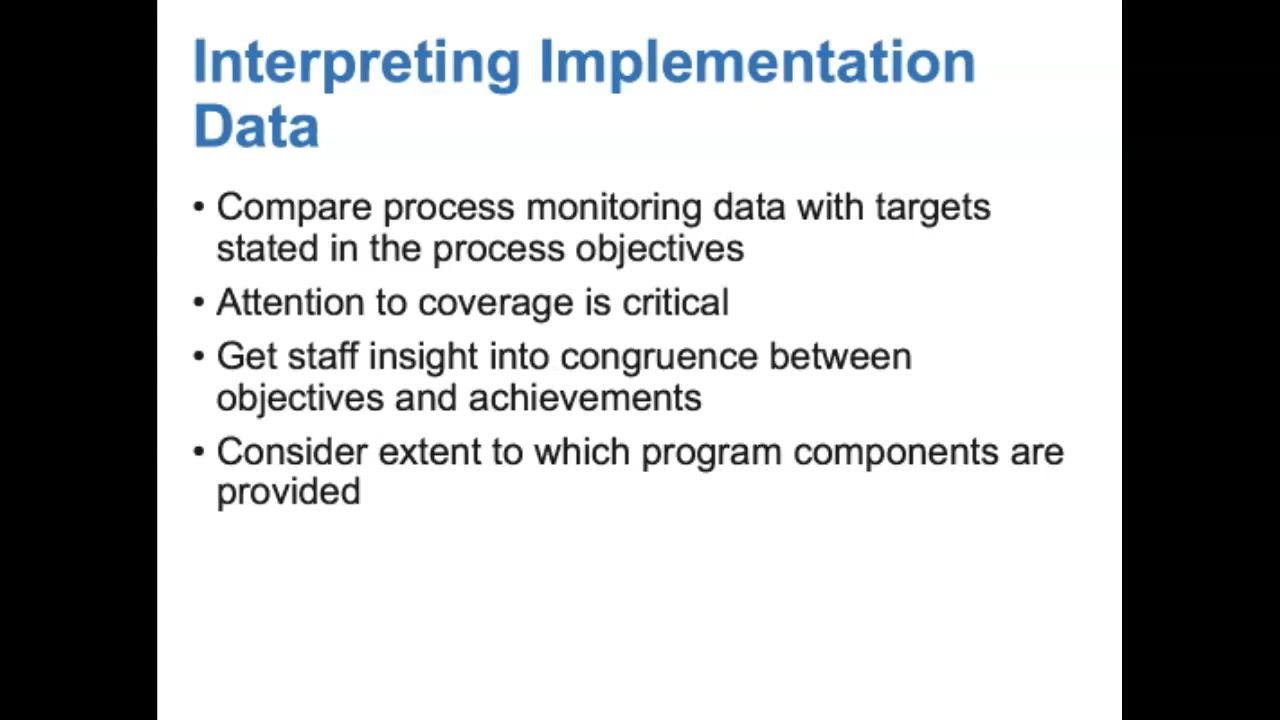 Interpreting Implementation
Data
• Compare process monitoring data with targets
stated in the process objectives
• Attention to coverage is critical
• Get staff insight into congruence between
objectives and achievements
• Consider extent to which program components are
provided